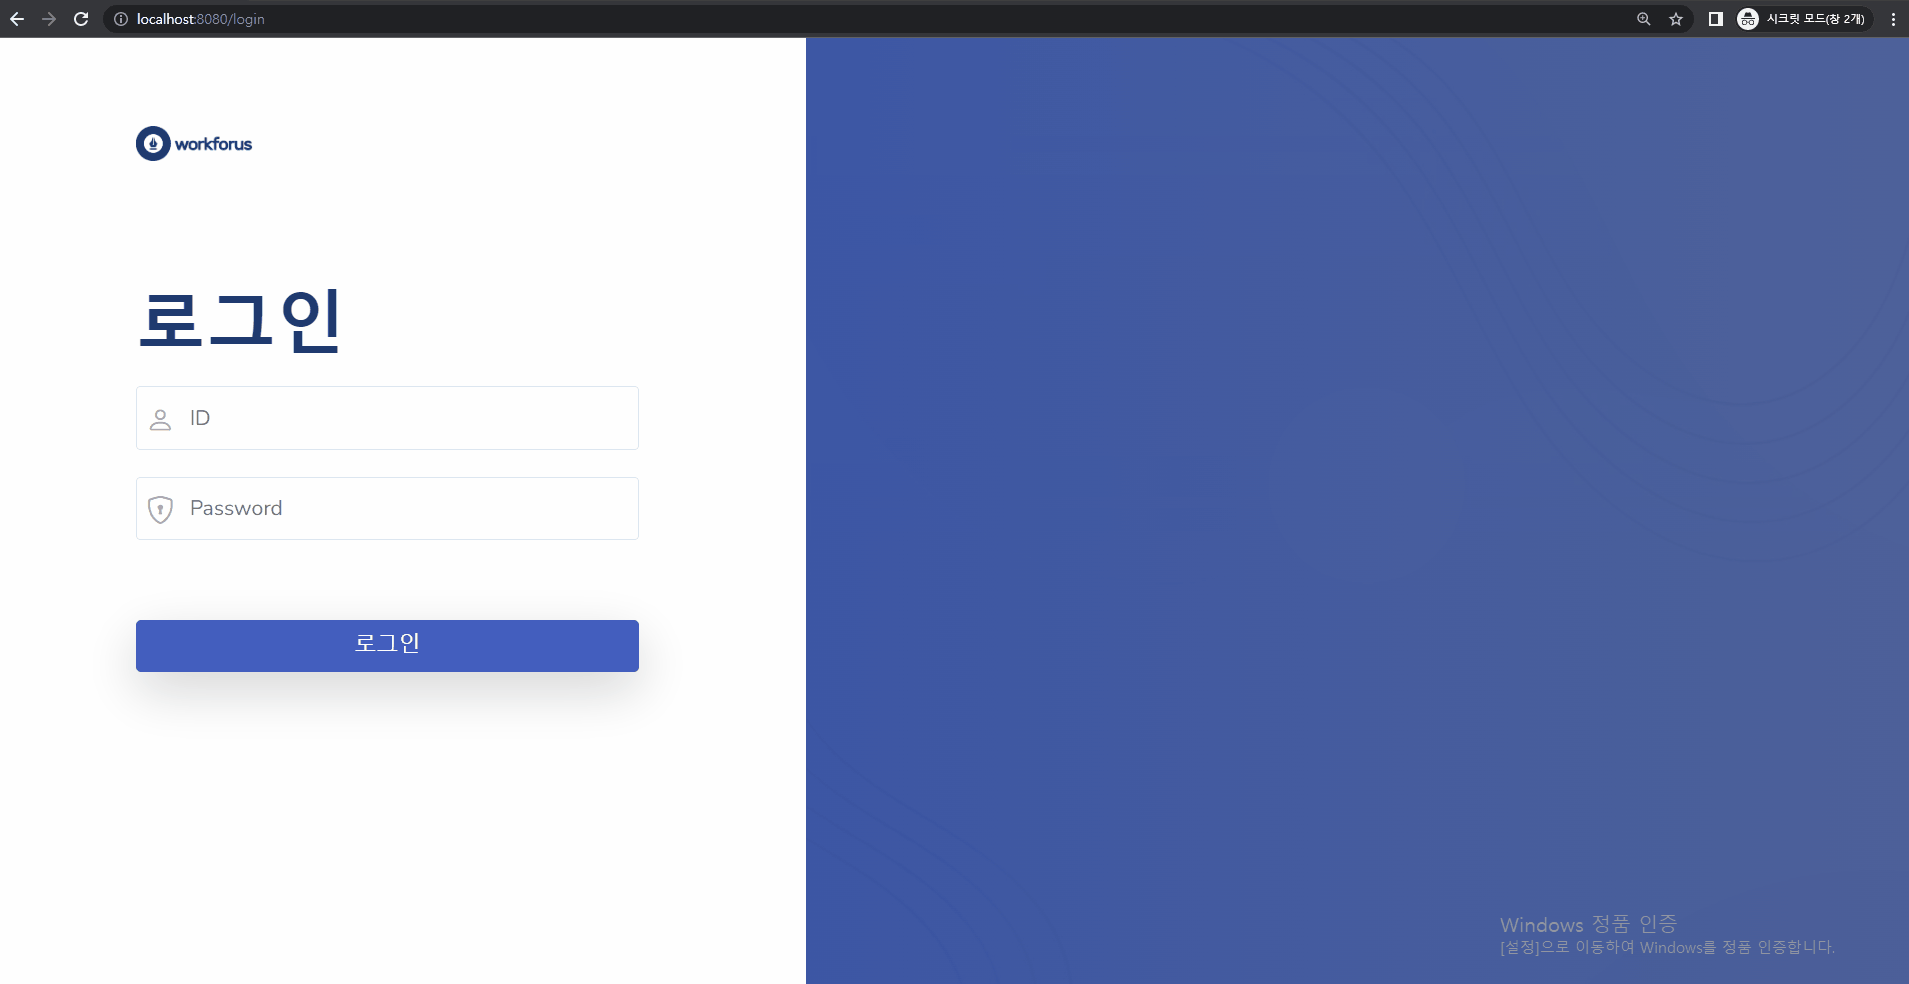 localhost:8080/login
시크릿 모드(창 2개)
workforus
로그인
ID
Password
로그인
Windows 정품 인증
[설정]으로 이동하여 Windows를 정품 인증합니다.